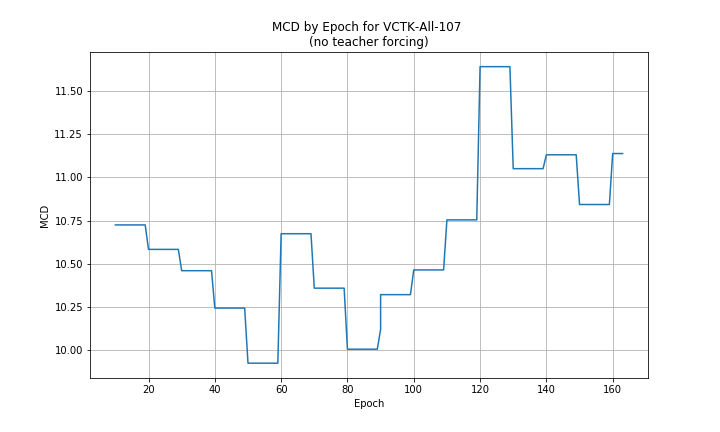 MCD by Epoch for VCTK-All-107
(no teacher forcing)
11.50
11.25
11.00
10.75
10.50
10.25
10.00
MCD
20 40 60 80 100 120 140 160
Epoch